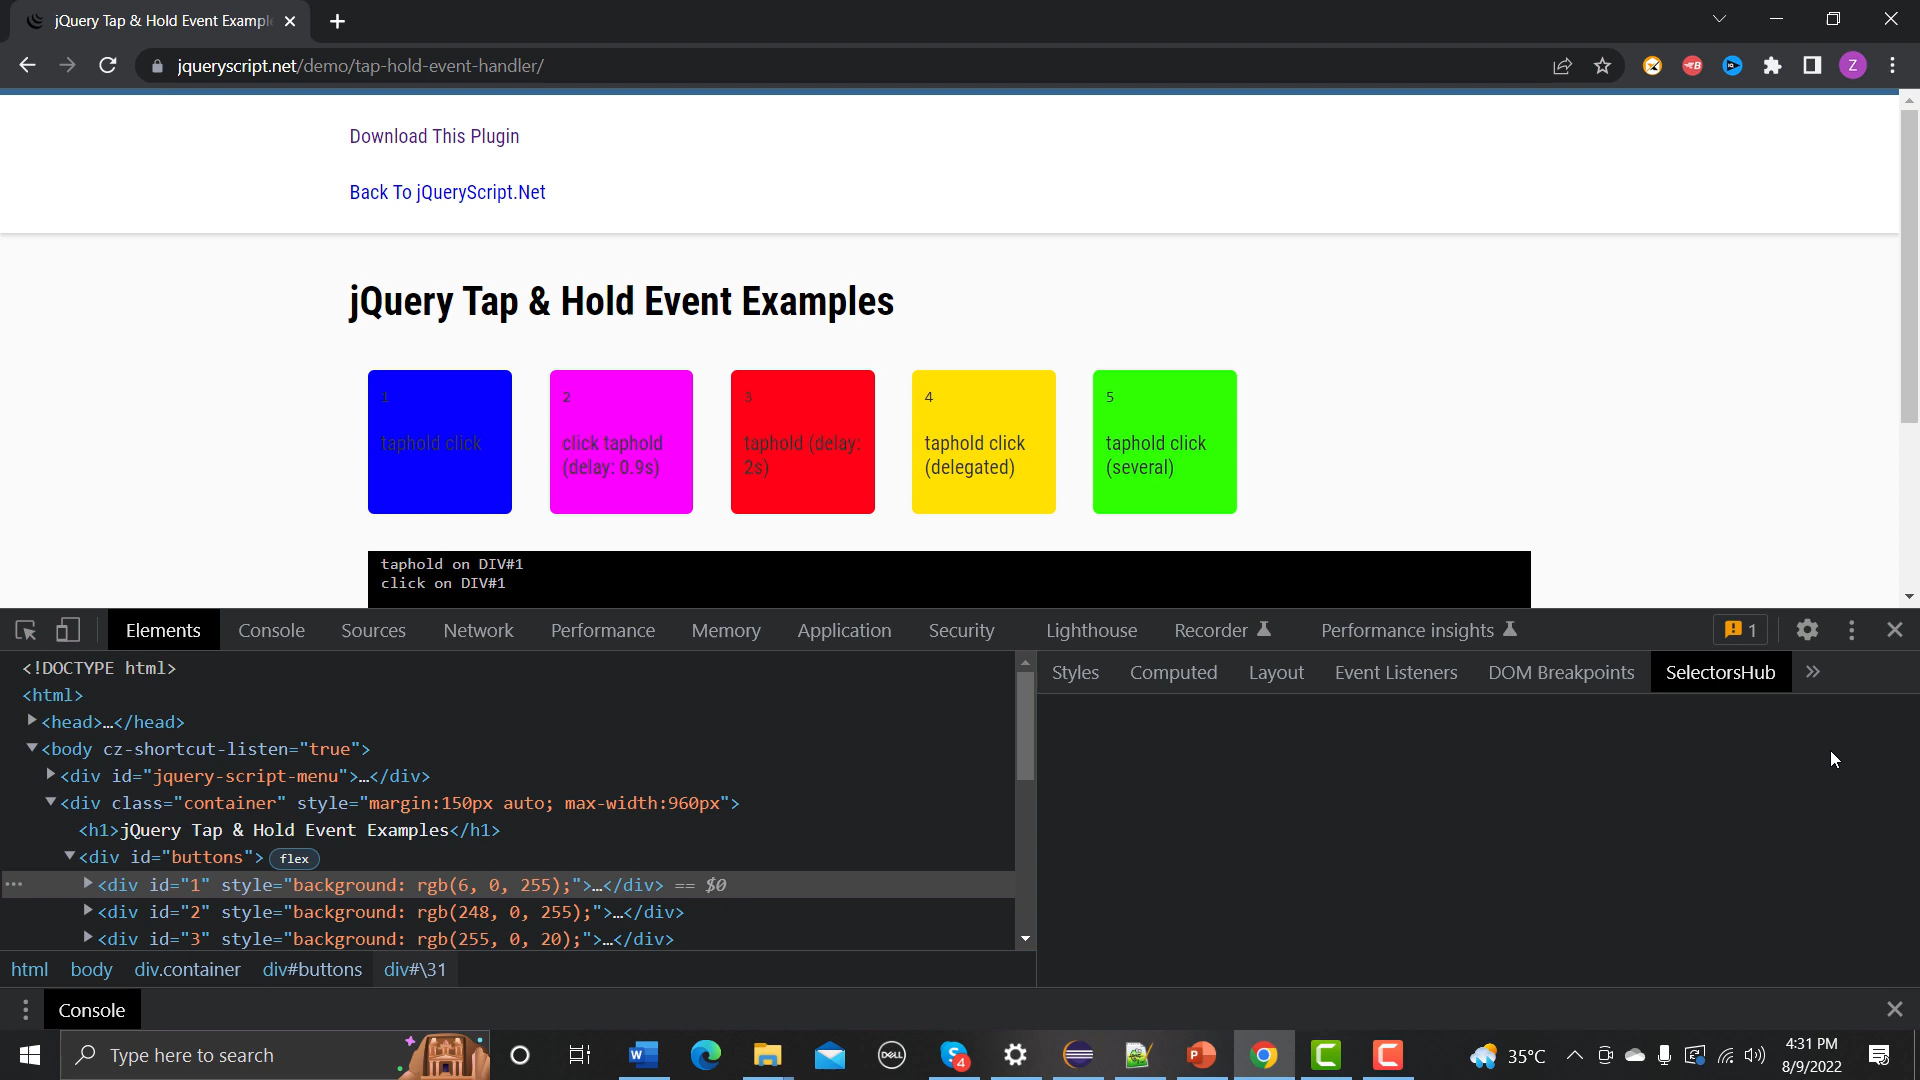 jQuery Tap & Hold Event Exampl
jqueryscript.net/demo/tap-hold-event-handler/
Z
Download This Plugin
Back To jQueryScript.Net
jQuery Tap & Hold Event Examples
1
taphold click
2
click taphold
(delay: 0.9s)
3
taphold (delay:
2s)
4
taphold click
(delegated)
5
taphold click
(several)
taphold on DIV#1
click on DIV#1
Elements Console Sources Network Performance Memory Application Security Lighthouse Recorder Performance insights 1
<!DOCTYPE html>
<html>
<head>…</head>
<body cz-shortcut-listen="true">
<div id="jquery-script-menu">…</div>
<div class="container" style="margin:150px auto; max-width:960px">
<h1>jQuery Tap & Hold Event Examples</h1>
<div id="buttons"> flex
<div id="1" style="background: rgb(6, 0, 255);">…</div> == $0
<div id="2" style="background: rgb(248, 0, 255);">…</div>
<div id="3" style="background: rgb(255, 0, 20);">…</div>
html body div.container div#buttons div#\31
Styles Computed Layout Event Listeners DOM Breakpoints SelectorsHub
Console
Type here to search
DELL
4
35°C
4:31 PM
8/9/2022